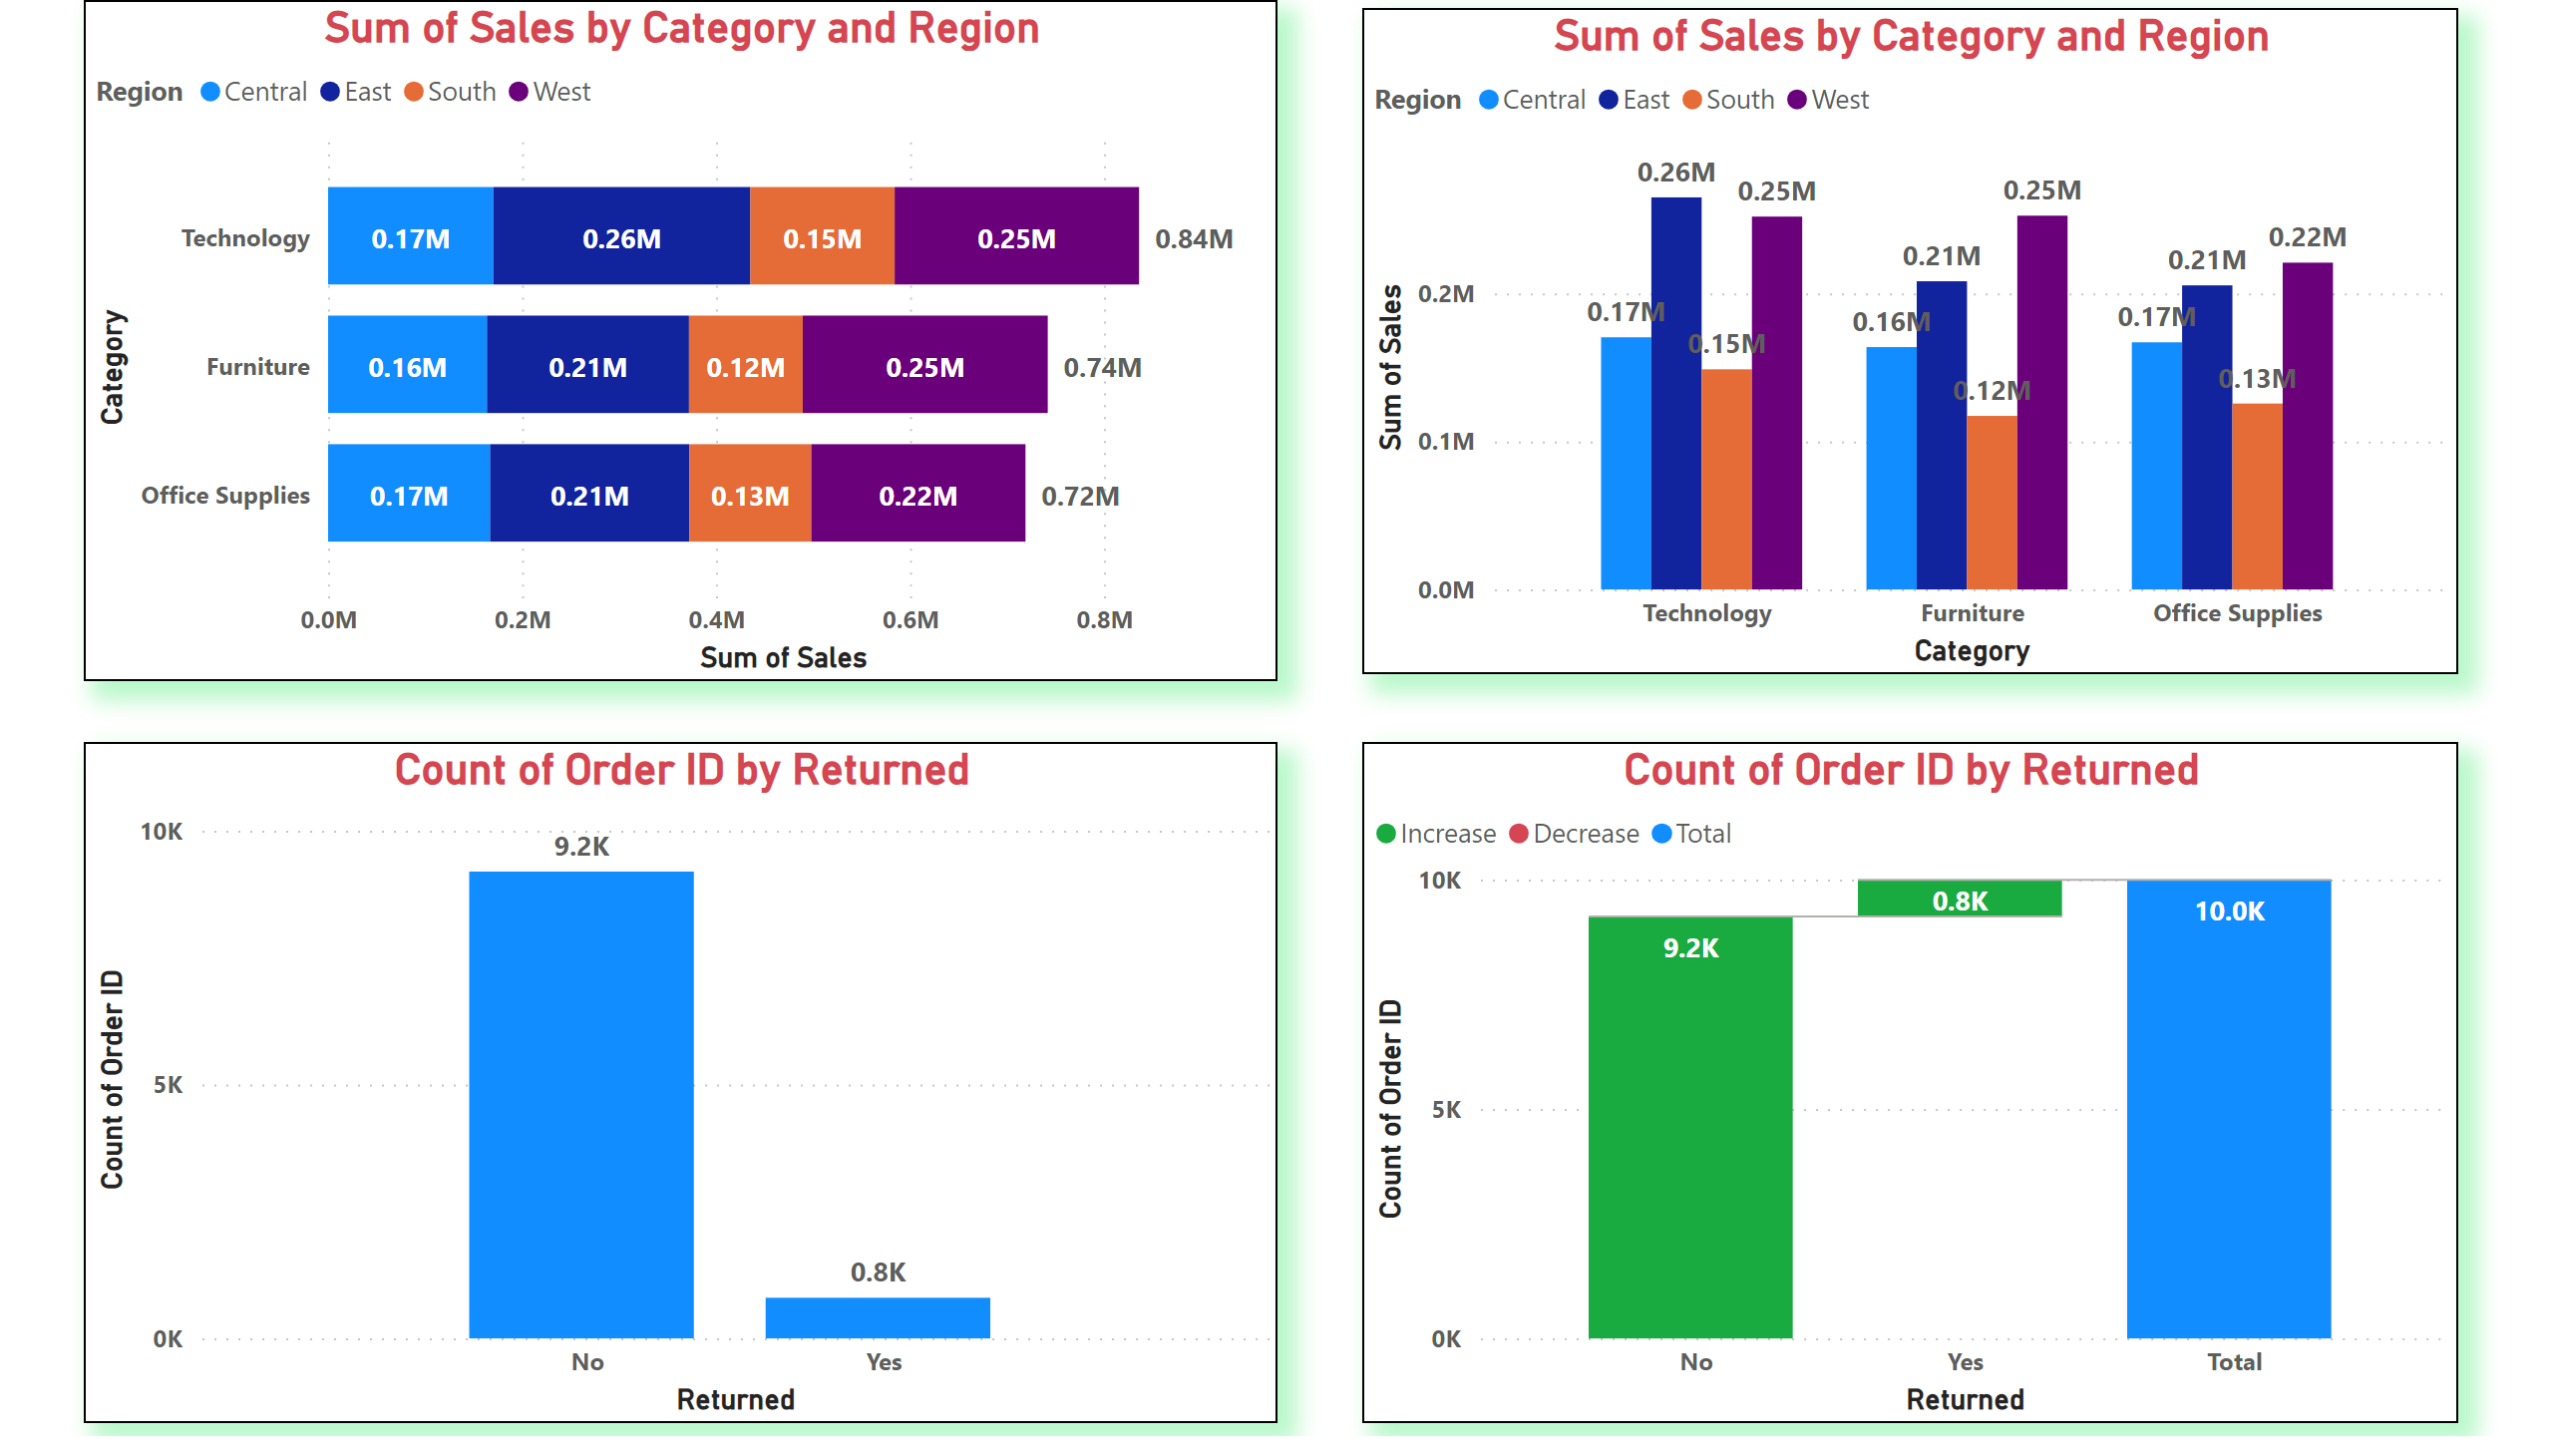 Sum of Sales by Category and Region
Region Central East South West
Category
Technology 0.17M 0.26M 0.15M 0.25M 0.84M
Furniture 0.16M 0.21M 0.12M 0.25M 0.74M
Office Supplies 0.17M 0.21M 0.13M 0.22M 0.72M
0.0M 0.2M 0.4M 0.6M 0.8M
Sum of Sales
Sum of Sales by Category and Region
Region Central East South West
Sum of Sales
0.2M
0.1M
0.0M
0.17M 0.26M 0.15M 0.25M
0.16M 0.21M 0.12M 0.25M
0.17M 0.21M 0.13M 0.22M
Technology Furniture Office Supplies
Category
Count of Order ID by Returned
Count of Order ID
10K
5K
0K
9.2K
0.8K
No Yes
Returned
Count of Order ID by Returned
Increase Decrease Total
Count of Order ID
10K
5K
0K
9.2K
0.8K
10.0K
No Yes Total
Returned